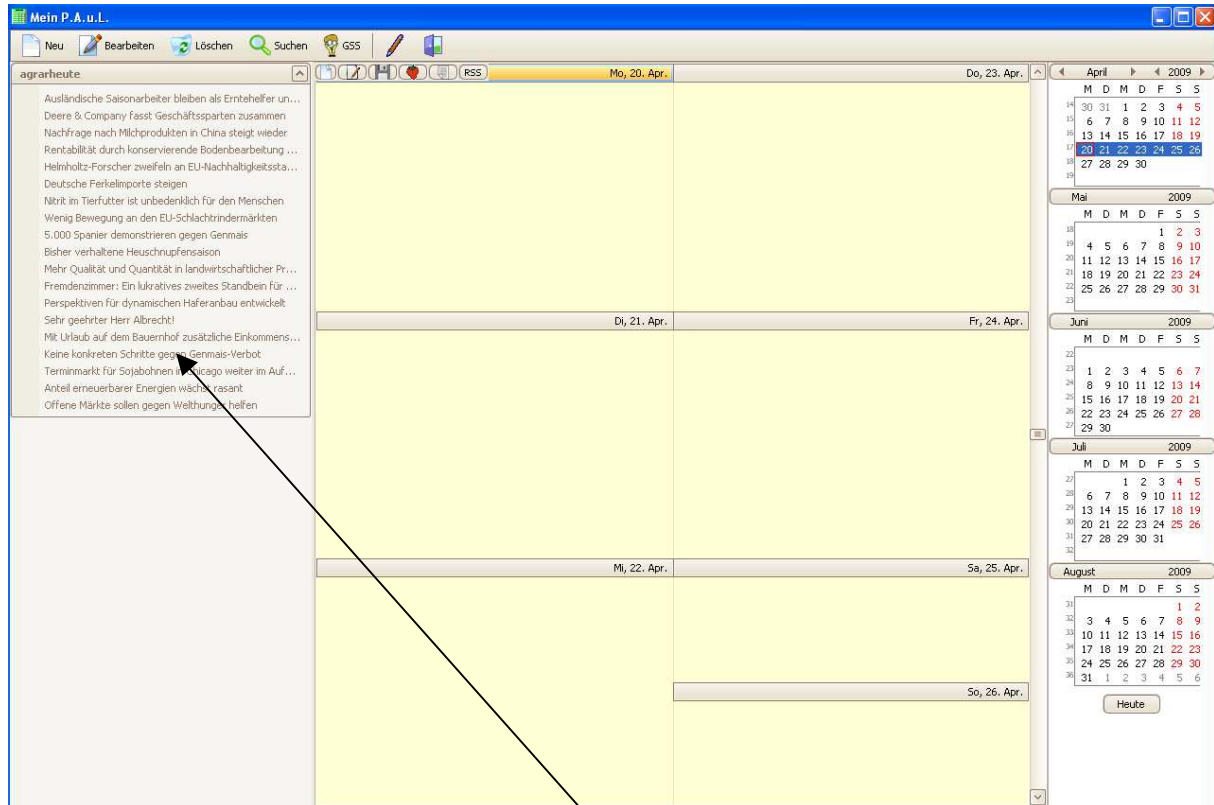 Mein P.A.u.L.
Neu Bearbeiten Löschen Suchen GSS
agrarheute
Ausländische Saisonarbeiter bleiben als Erntehelfer un...
Deere & Company fasst Geschäftssparten zusammen
Nachfrage nach Milchprodukten in China steigt wieder
Rentabilität durch konservierende Bodenbearbeitung ...
Helmholtz-Forscher zweifeln an EU-Nachhaltigkeitssta...
Deutsche Ferkelimporte steigen
Nitrit im Tierfutter ist unbedenklich für den Menschen
Wenig Bewegung an den EU-Schlachtrindermärkten
5.000 Spanier demonstrieren gegen Genmais
Bisher verhaltene Heuschnupfensaison
Mehr Qualität und Quantität in landwirtschaftlicher Pr...
Fremdenzimmer: Ein lukratives zweites Standbein für ...
Perspektiven für dynamischen Haferanbau entwickelt
Sehr geehrter Herr Albrecht!
Mit Urlaub auf dem Bauernhof zusätzliche Einkommens...
Keine konkreten Schritte gegen Genmais-Verbot
Terminmarkt für Sojabohnen in Chicago weiter im Auf...
Anteil erneuerbarer Energien wächst rasant
Offene Märkte sollen gegen Welthunger helfen
RSS
Mo, 20. Apr.
Do, 23. Apr.
Di, 21. Apr.
Fr, 24. Apr.
Mi, 22. Apr.
Sa, 25. Apr.
So, 26. Apr.
April 2009
M D M D F S S
14 30 31 1 2 3 4 5
15 6 7 8 9 10 11 12
16 13 14 15 16 17 18 19
17 20 21 22 23 24 25 26
18 27 28 29 30
19
Mai 2009
M D M D F S S
18 1 2 3
19 4 5 6 7 8 9 10
20 11 12 13 14 15 16 17
21 18 19 20 21 22 23 24
22 25 26 27 28 29 30 31
23
Juni 2009
M D M D F S S
22
23 1 2 3 4 5 6 7
24 8 9 10 11 12 13 14
25 15 16 17 18 19 20 21
26 22 23 24 25 26 27 28
27 29 30
Juli 2009
M D M D F S S
27 1 2 3 4 5
28 6 7 8 9 10 11 12
29 13 14 15 16 17 18 19
30 20 21 22 23 24 25 26
31 27 28 29 30 31
32
August 2009
M D M D F S S
31 1 2
32 3 4 5 6 7 8 9
33 10 11 12 13 14 15 16
34 17 18 19 20 21 22 23
35 24 25 26 27 28 29 30
36 31 1 2 3 4 5 6
Heute